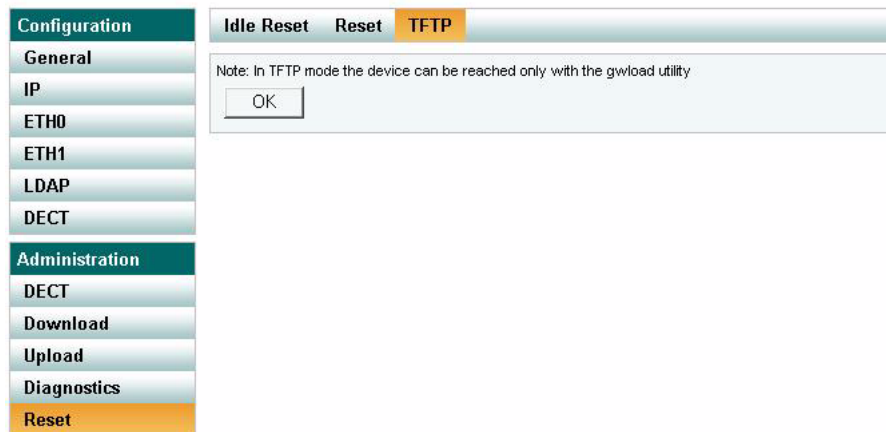 Configuration
General
IP
ETH0
ETH1
LDAP
DECT
Administration
DECT
Download
Upload
Diagnostics
Reset
Idle Reset Reset TFTP
Note: In TFTP mode the device can be reached only with the gwload utility
OK